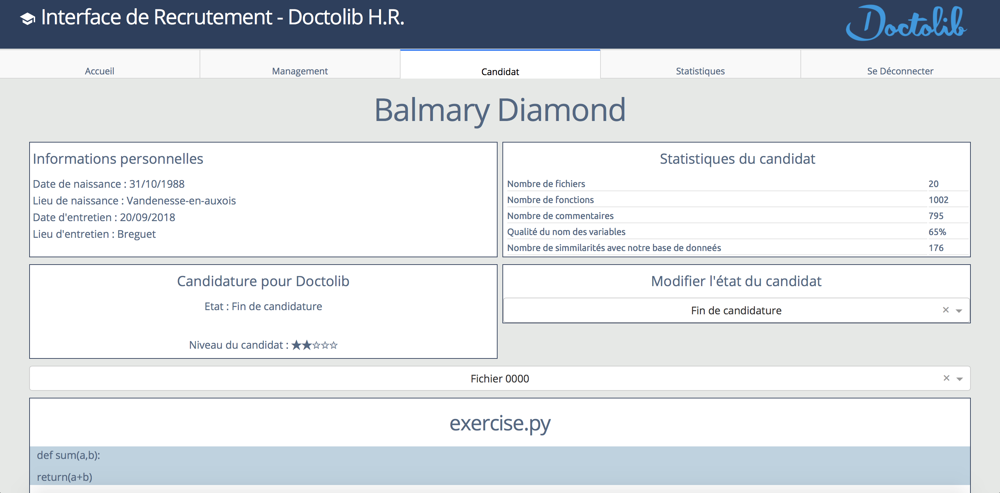 Interface de Recrutement - Doctolib H.R.
Doctolib
Accueil
Management
Candidat
Statistiques
Se Déconnecter
Balmary Diamond
Informations personnelles
Date de naissance : 31/10/1988
Lieu de naissance : Vandenesse-en-auxois
Date d'entretien : 20/09/2018
Lieu d'entretien : Breguet
Statistiques du candidat
Nombre de fichiers 20
Nombre de fonctions 1002
Nombre de commentaires 795
Qualité du nom des variables 65%
Nombre de simmilarités avec notre base de donneés 176
Candidature pour Doctolib
Etat : Fin de candidature
Niveau du candidat : ★★☆☆☆
Modifier l'état du candidat
Fin de candidature
Fichier 0000
exercise.py
def sum(a,b):
return(a+b)